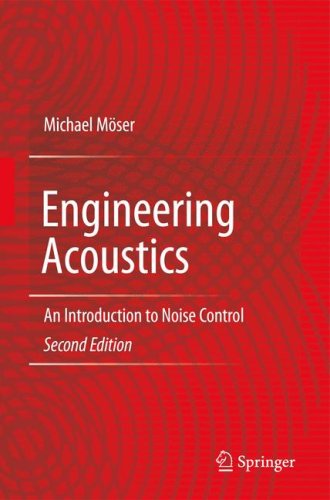 Michael Möser
Engineering
Acoustics
An Introduction to Noise Control
Second Edition
Springer